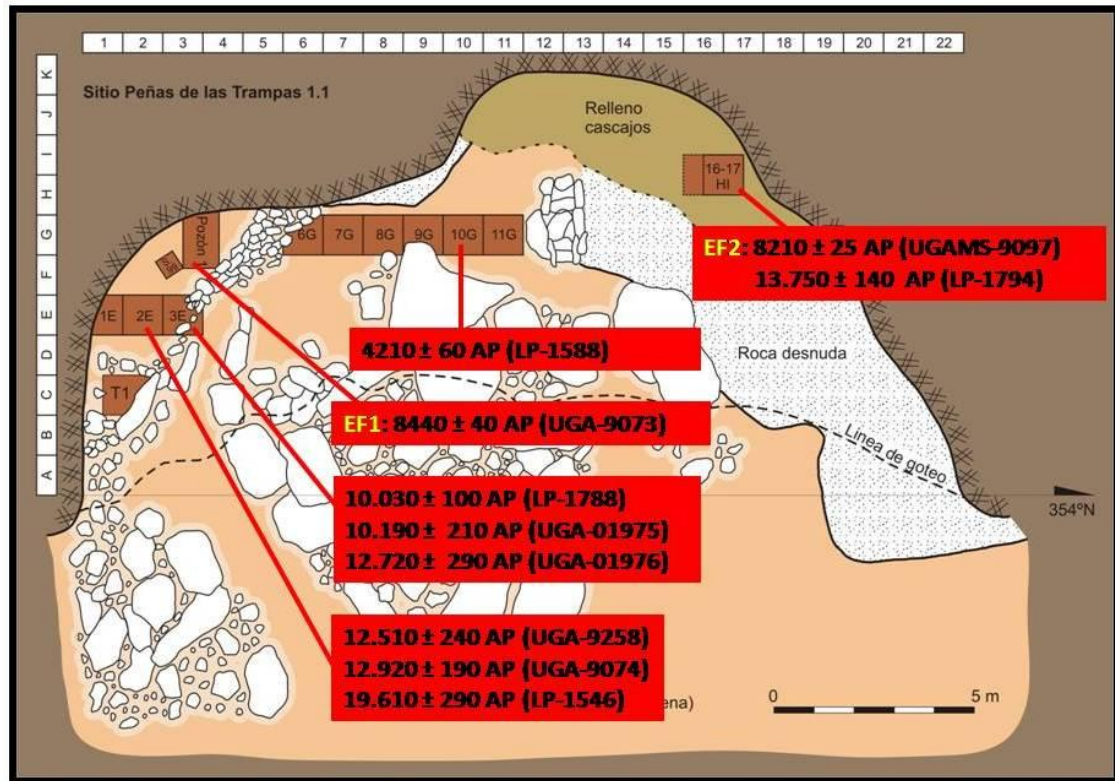 1 2 3 4 5 6 7 8 9 10 11 12 13 14 15 16 17 18 19 20 21 22
K
J
I
H
G
F
E
D
C
B
A
Sitio Peñas de las Trampas 1.1
Relleno
cascajos
16-17
HI
Pozón 1
6G 7G 8G 9G 10G 11G
1E 2E 3E
T1
EF2: 8210 ± 25 AP (UGAMS-9097)
13.750 ± 140 AP (LP-1794)
4210 ± 60 AP (LP-1588)
Roca desnuda
EF1: 8440 ± 40 AP (UGA-9073)
Línea de goteo
10.030 ± 100 AP (LP-1788)
10.190 ± 210 AP (UGA-01975)
12.720 ± 290 AP (UGA-01976)
354ºN
12.510 ± 240 AP (UGA-9258)
12.920 ± 190 AP (UGA-9074)
19.610 ± 290 AP (LP-1546)
ena)
0 5 m